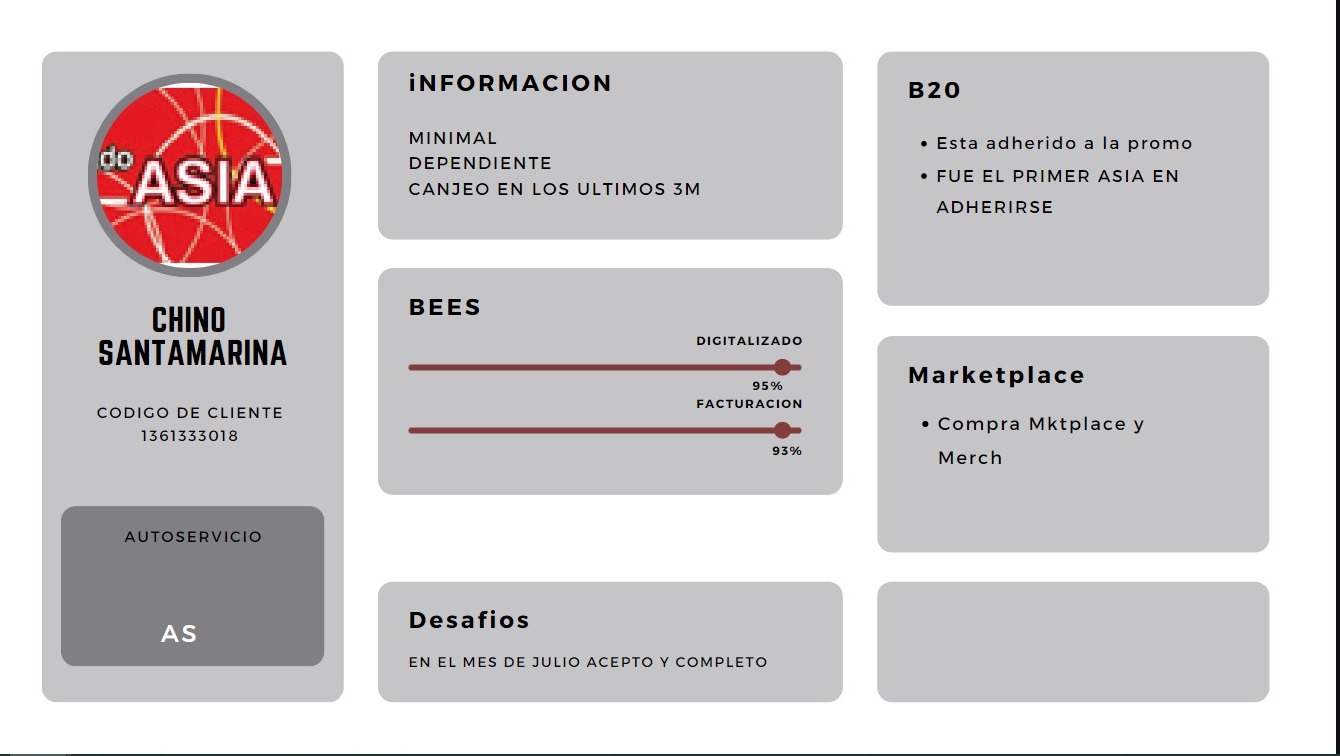 do
ASIA
CHINO
SANTAMARINA
CODIGO DE CLIENTE
1361333018
AUTOSERVICIO
AS
iNFORMACION
MINIMAL
DEPENDIENTE
CANJEO EN LOS ULTIMOS 3M
BEES
DIGITALIZADO
95%
FACTURACION
93%
Desafios
EN EL MES DE JULIO ACEPTO Y COMPLETO
B20
• Esta adherido a la promo
• FUE EL PRIMER ASIA EN
ADHERIRSE
Marketplace
• Compra Mktplace y
Merch